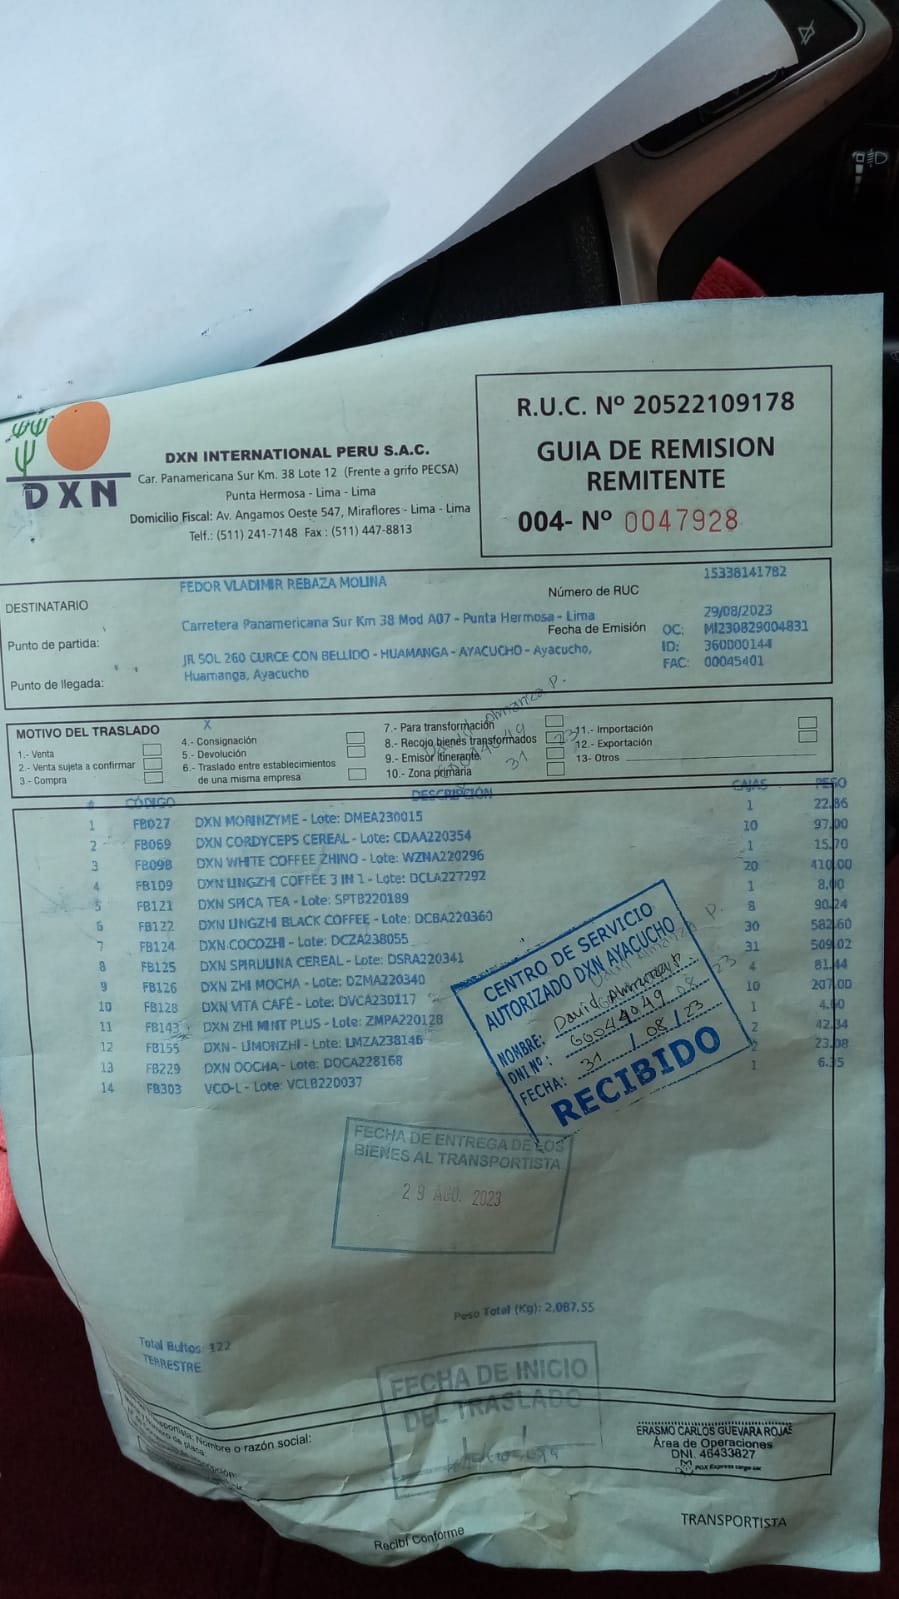 DXN
DXN INTERNATIONAL PERU S.A.C.
Car. Panamericana Sur Km. 38 Lote 12 (Frente a grifo PECSA)
Punta Hermosa - Lima - Lima
Domicilio Fiscal: Av. Angamos Oeste 547, Miraflores - Lima - Lima
Telf.: (511) 241-7148 Fax : (511) 447-8813
R.U.C. Nº 20522109178
GUIA DE REMISION
REMITENTE
004- Nº 0047928
DESTINATARIO FEDOR VLADIMIR REBAZA MOLINA Número de RUC 15338141782
Punto de partida: Carretera Panamericana Sur Km 38 Mod A07 - Punta Hermosa - Lima
Fecha de Emisión 29/08/2023
OC: MI230829004831
Punto de llegada: JR SOL 260 CURCE CON BELLIDO - HUAMANGA - AYACUCHO - Ayacucho,
Huamanga, Ayacucho
ID: 360000144
FAC: 00045401
MOTIVO DEL TRASLADO
1.- Venta
2.- Venta sujeta a confirmar
3.- Compra
X
4.- Consignación
5.- Devolución
6.- Traslado entre establecimientos
de una misma empresa
7.- Para transformación
8.- Recojo bienes transformados
9.- Emisor itinerante
10.- Zona primaria
11.- Importación
12.- Exportación
13- Otros
# CÓDIGO DESCRIPCIÓN CAJAS PESO
1 FB027 DXN MORINZYME - Lote: DMEA230015 1 22.86
2 FB069 DXN CORDYCEPS CEREAL - Lote: CDAA220354 10 97.00
3 FB098 DXN WHITE COFFEE ZHINO - Lote: WZNA220296 1 15.70
4 FB109 DXN LINGZHI COFFEE 3 IN 1 - Lote: DCLA227292 20 410.00
5 FB121 DXN SPICA TEA - Lote: SPTB220189 1 8.00
6 FB122 DXN LINGZHI BLACK COFFEE - Lote: DCBA220360 8 90.24
7 FB124 DXN COCOZHI - Lote: DCZA238055 30 582.60
8 FB125 DXN SPIRULINA CEREAL - Lote: DSRA220341 31 509.02
9 FB126 DXN ZHI MOCHA - Lote: DZMA220340 4 81.44
10 FB128 DXN VITA CAFÉ - Lote: DVCA230117 10 207.00
11 FB143 DXN ZHI MINT PLUS - Lote: ZMPA220128 1 4.00
12 FB155 DXN - LIMONZHI - Lote: LMZA238146 2 42.34
13 FB229 DXN OOCHA - Lote: DOCA228168 2 23.08
14 FB303 VCO-L - Lote: VCLB220037 1 6.35
CENTRO DE SERVICIO
AUTORIZADO DXN AYACUCHO
NOMBRE: David Almanza P.
DNI Nº: 60044049
FECHA: 31 / 08 / 23
RECIBIDO
FECHA DE ENTREGA DE LOS
BIENES AL TRANSPORTISTA
29 AGO. 2023
Peso Total (Kg): 2,087.55
Total Bultos: 122
TERRESTRE
FECHA DE INICIO
DEL TRASLADO
Transportista: Nombre o razón social:
ERASMO CARLOS GUEVARA ROJAS
Área de Operaciones
DNI. 46433827
Recibí Conforme
TRANSPORTISTA